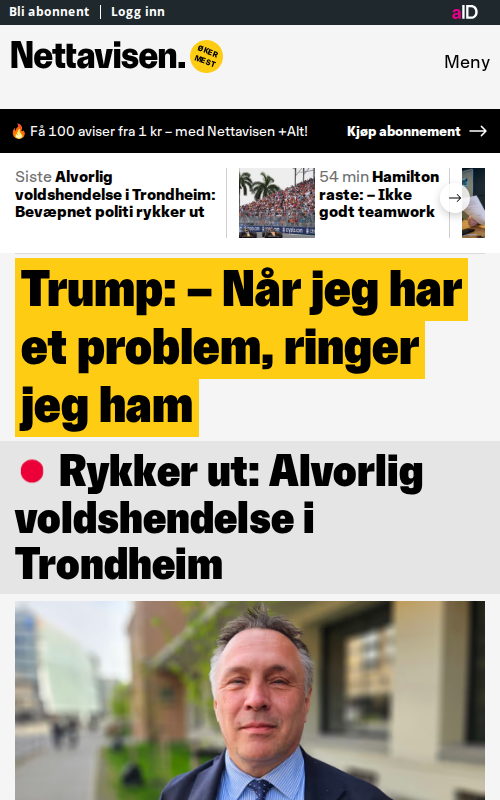 Bli abonnent
Logg inn
aID
Nettavisen.
ØKER
MEST
Meny
Få 100 aviser fra 1 kr – med Nettavisen +Alt!
Kjøp abonnement
Siste Alvorlig
voldshendelse i Trondheim:
Bevæpnet politi rykker ut
54 min Hamilton
raste: – Ikke
godt teamwork
Trump: – Når jeg har
et problem, ringer
jeg ham
Rykker ut: Alvorlig
voldshendelse i
Trondheim